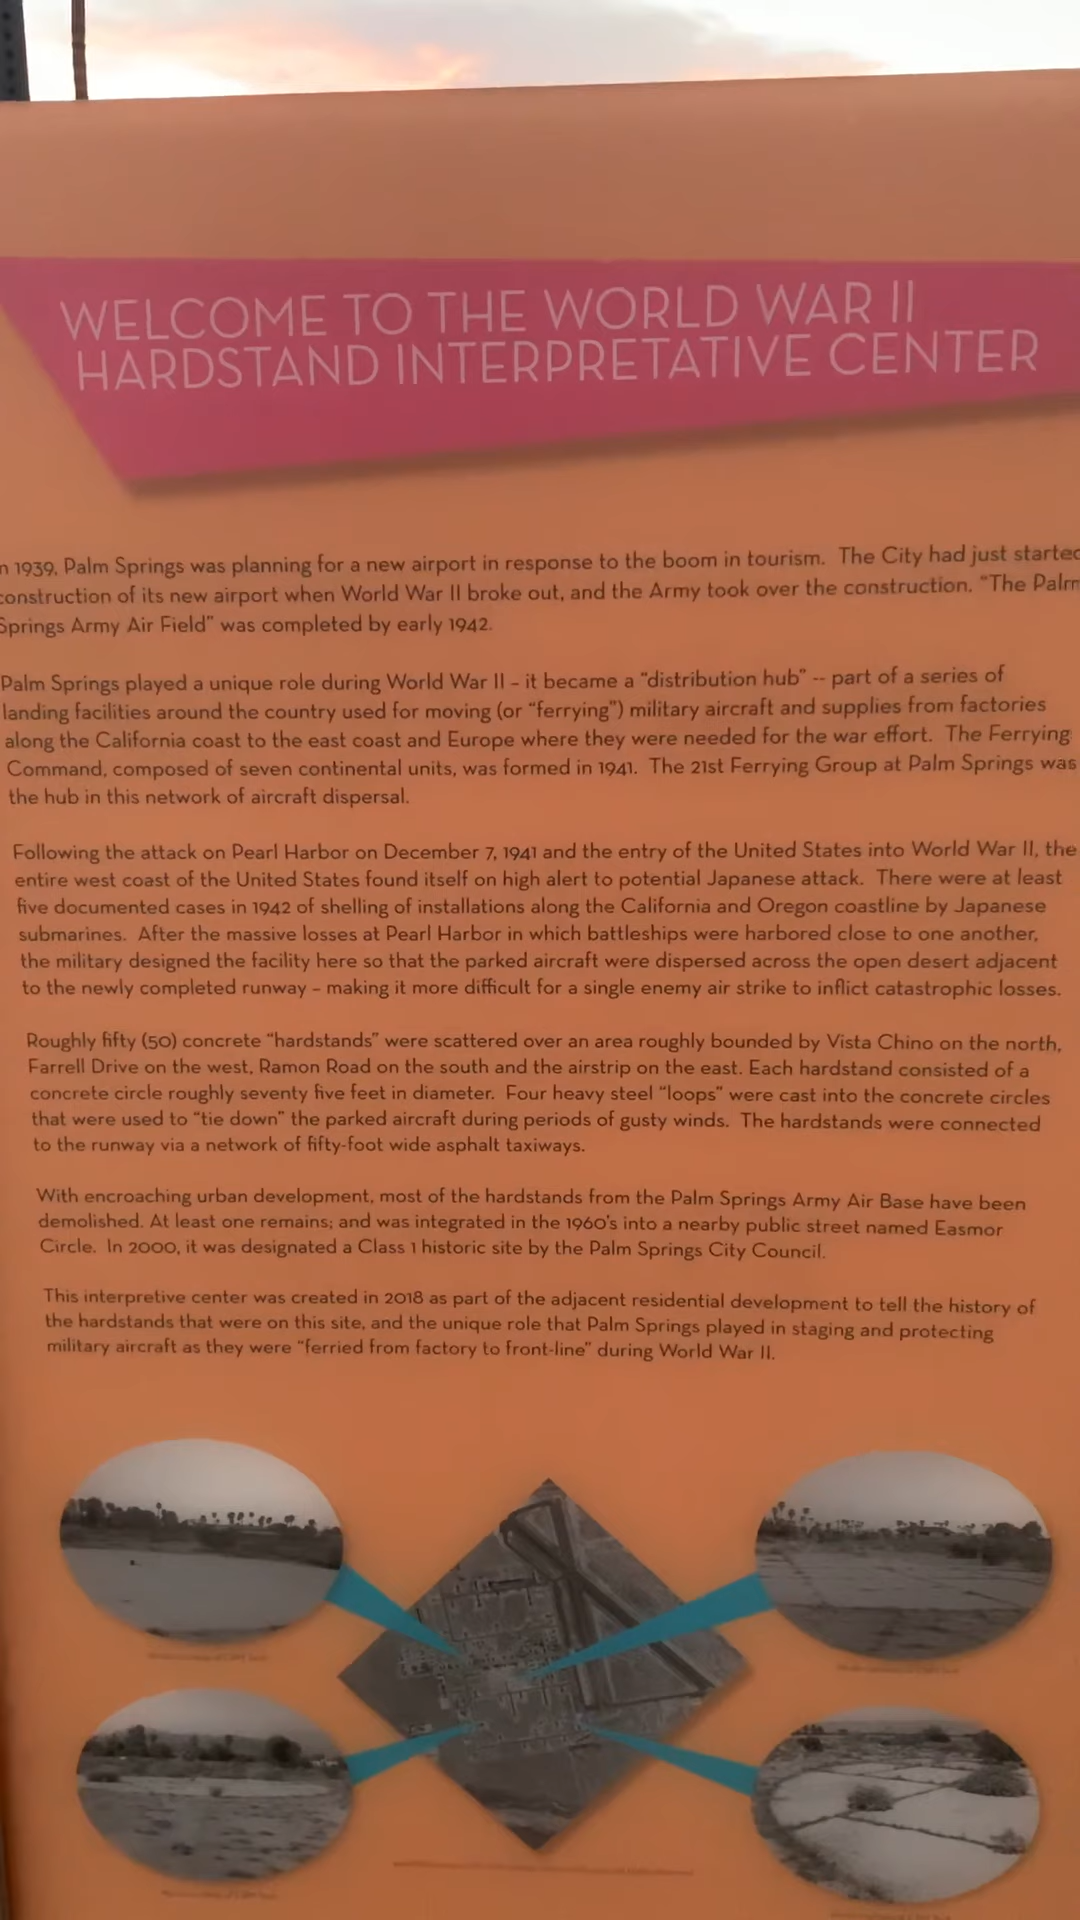 WELCOME TO THE WORLD WAR II
HARDSTAND INTERPRETATIVE CENTER
n 1939, Palm Springs was planning for a new airport in response to the boom in tourism. The City had just started
construction of its new airport when World War II broke out, and the Army took over the construction. "The Palm
Springs Army Air Field" was completed by early 1942.
Palm Springs played a unique role during World War II – it became a "distribution hub" -- part of a series of
landing facilities around the country used for moving (or "ferrying") military aircraft and supplies from factories
along the California coast to the east coast and Europe where they were needed for the war effort. The Ferrying
Command, composed of seven continental units, was formed in 1941. The 21st Ferrying Group at Palm Springs was
the hub in this network of aircraft dispersal.
Following the attack on Pearl Harbor on December 7, 1941 and the entry of the United States into World War II, the
entire west coast of the United States found itself on high alert to potential Japanese attack. There were at least
five documented cases in 1942 of shelling of installations along the California and Oregon coastline by Japanese
submarines. After the massive losses at Pearl Harbor in which battleships were harbored close to one another,
the military designed the facility here so that the parked aircraft were dispersed across the open desert adjacent
to the newly completed runway – making it more difficult for a single enemy air strike to inflict catastrophic losses.
Roughly fifty (50) concrete "hardstands" were scattered over an area roughly bounded by Vista Chino on the north,
Farrell Drive on the west, Ramon Road on the south and the airstrip on the east. Each hardstand consisted of a
concrete circle roughly seventy five feet in diameter. Four heavy steel "loops" were cast into the concrete circles
that were used to "tie down" the parked aircraft during periods of gusty winds. The hardstands were connected
to the runway via a network of fifty-foot wide asphalt taxiways.
With encroaching urban development, most of the hardstands from the Palm Springs Army Air Base have been
demolished. At least one remains; and was integrated in the 1960's into a nearby public street named Easmor
Circle. In 2000, it was designated a Class 1 historic site by the Palm Springs City Council.
This interpretive center was created in 2018 as part of the adjacent residential development to tell the history of
the hardstands that were on this site, and the unique role that Palm Springs played in staging and protecting
military aircraft as they were "ferried from factory to front-line" during World War II.